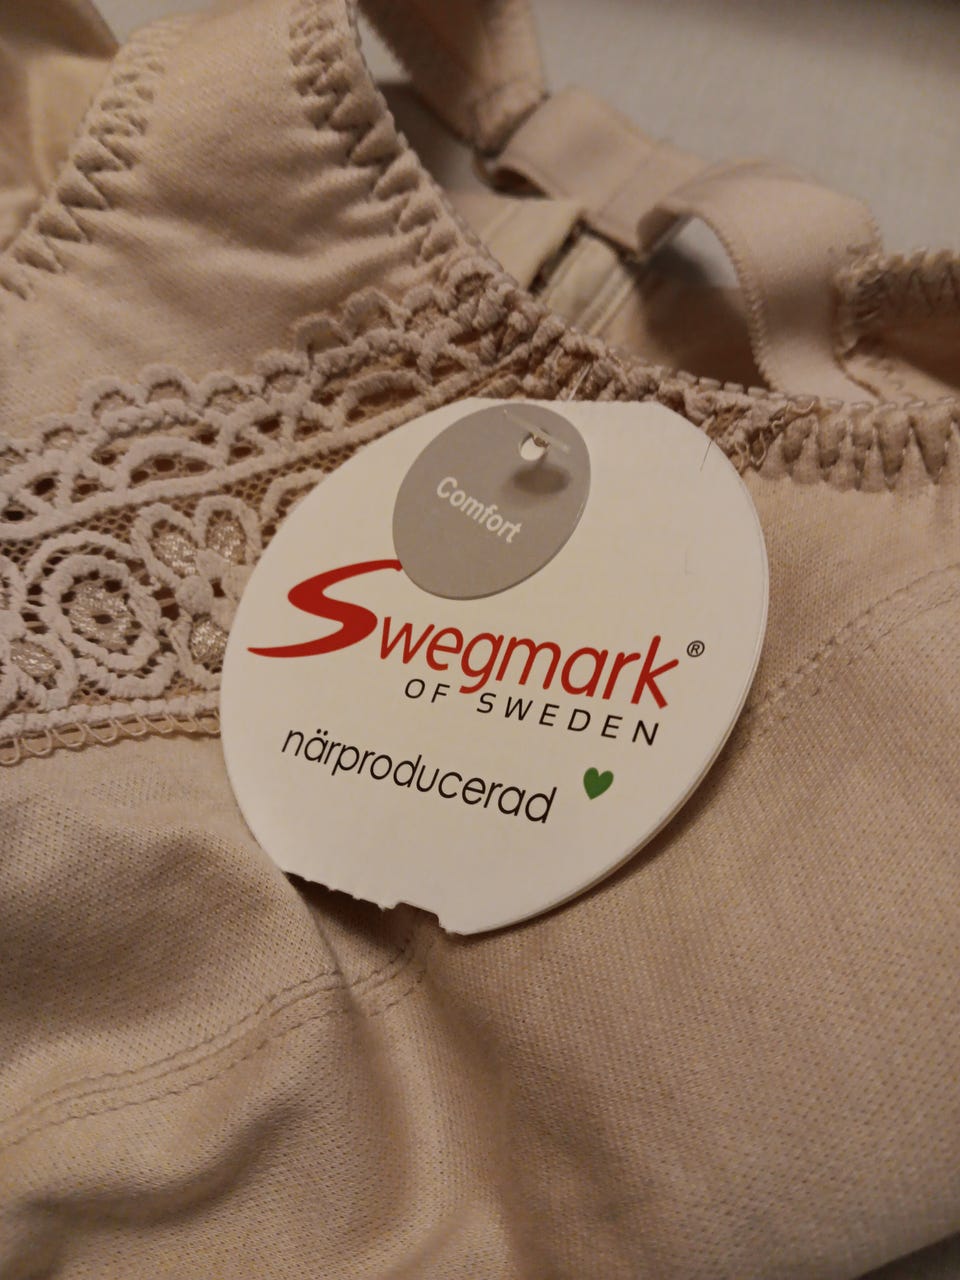 Comfort
Swegmark®
OF SWEDEN
närproducerad